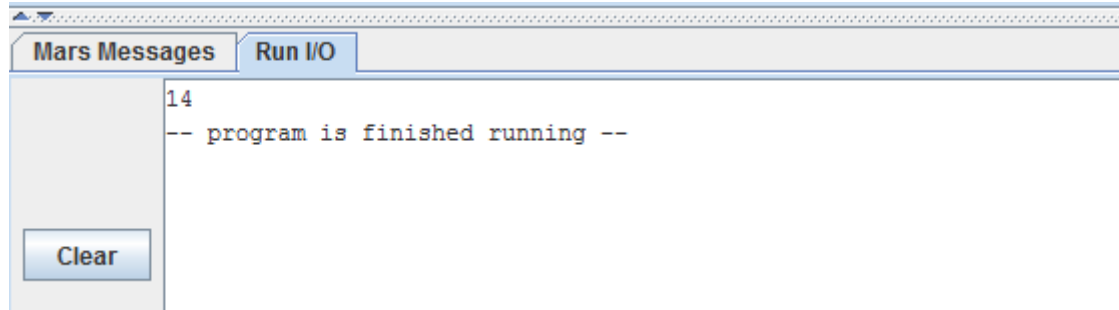 Mars Messages Run I/O
14
-- program is finished running --
Clear